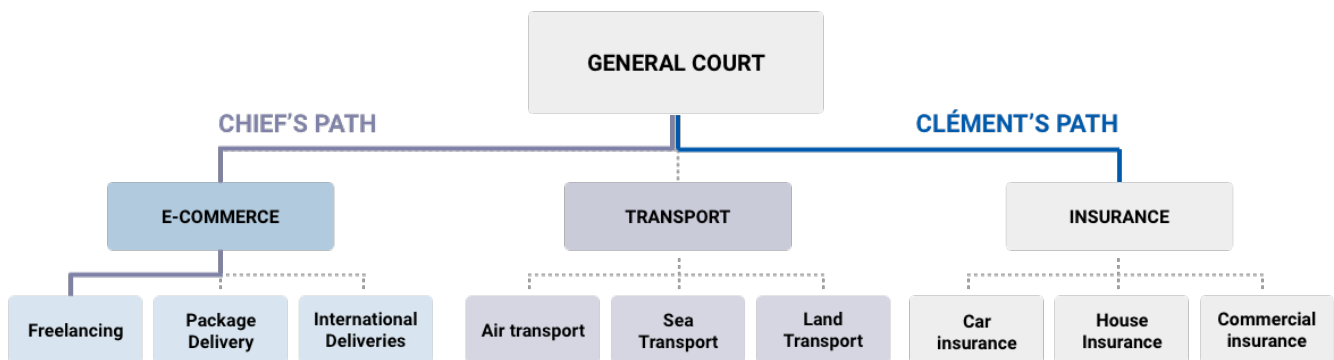 GENERAL COURT
CHIEF’S PATH
CLÉMENT’S PATH
E-COMMERCE
TRANSPORT
INSURANCE
Freelancing
Package
Delivery
International
Deliveries
Air transport
Sea
Transport
Land
Transport
Car
insurance
House
Insurance
Commercial
insurance